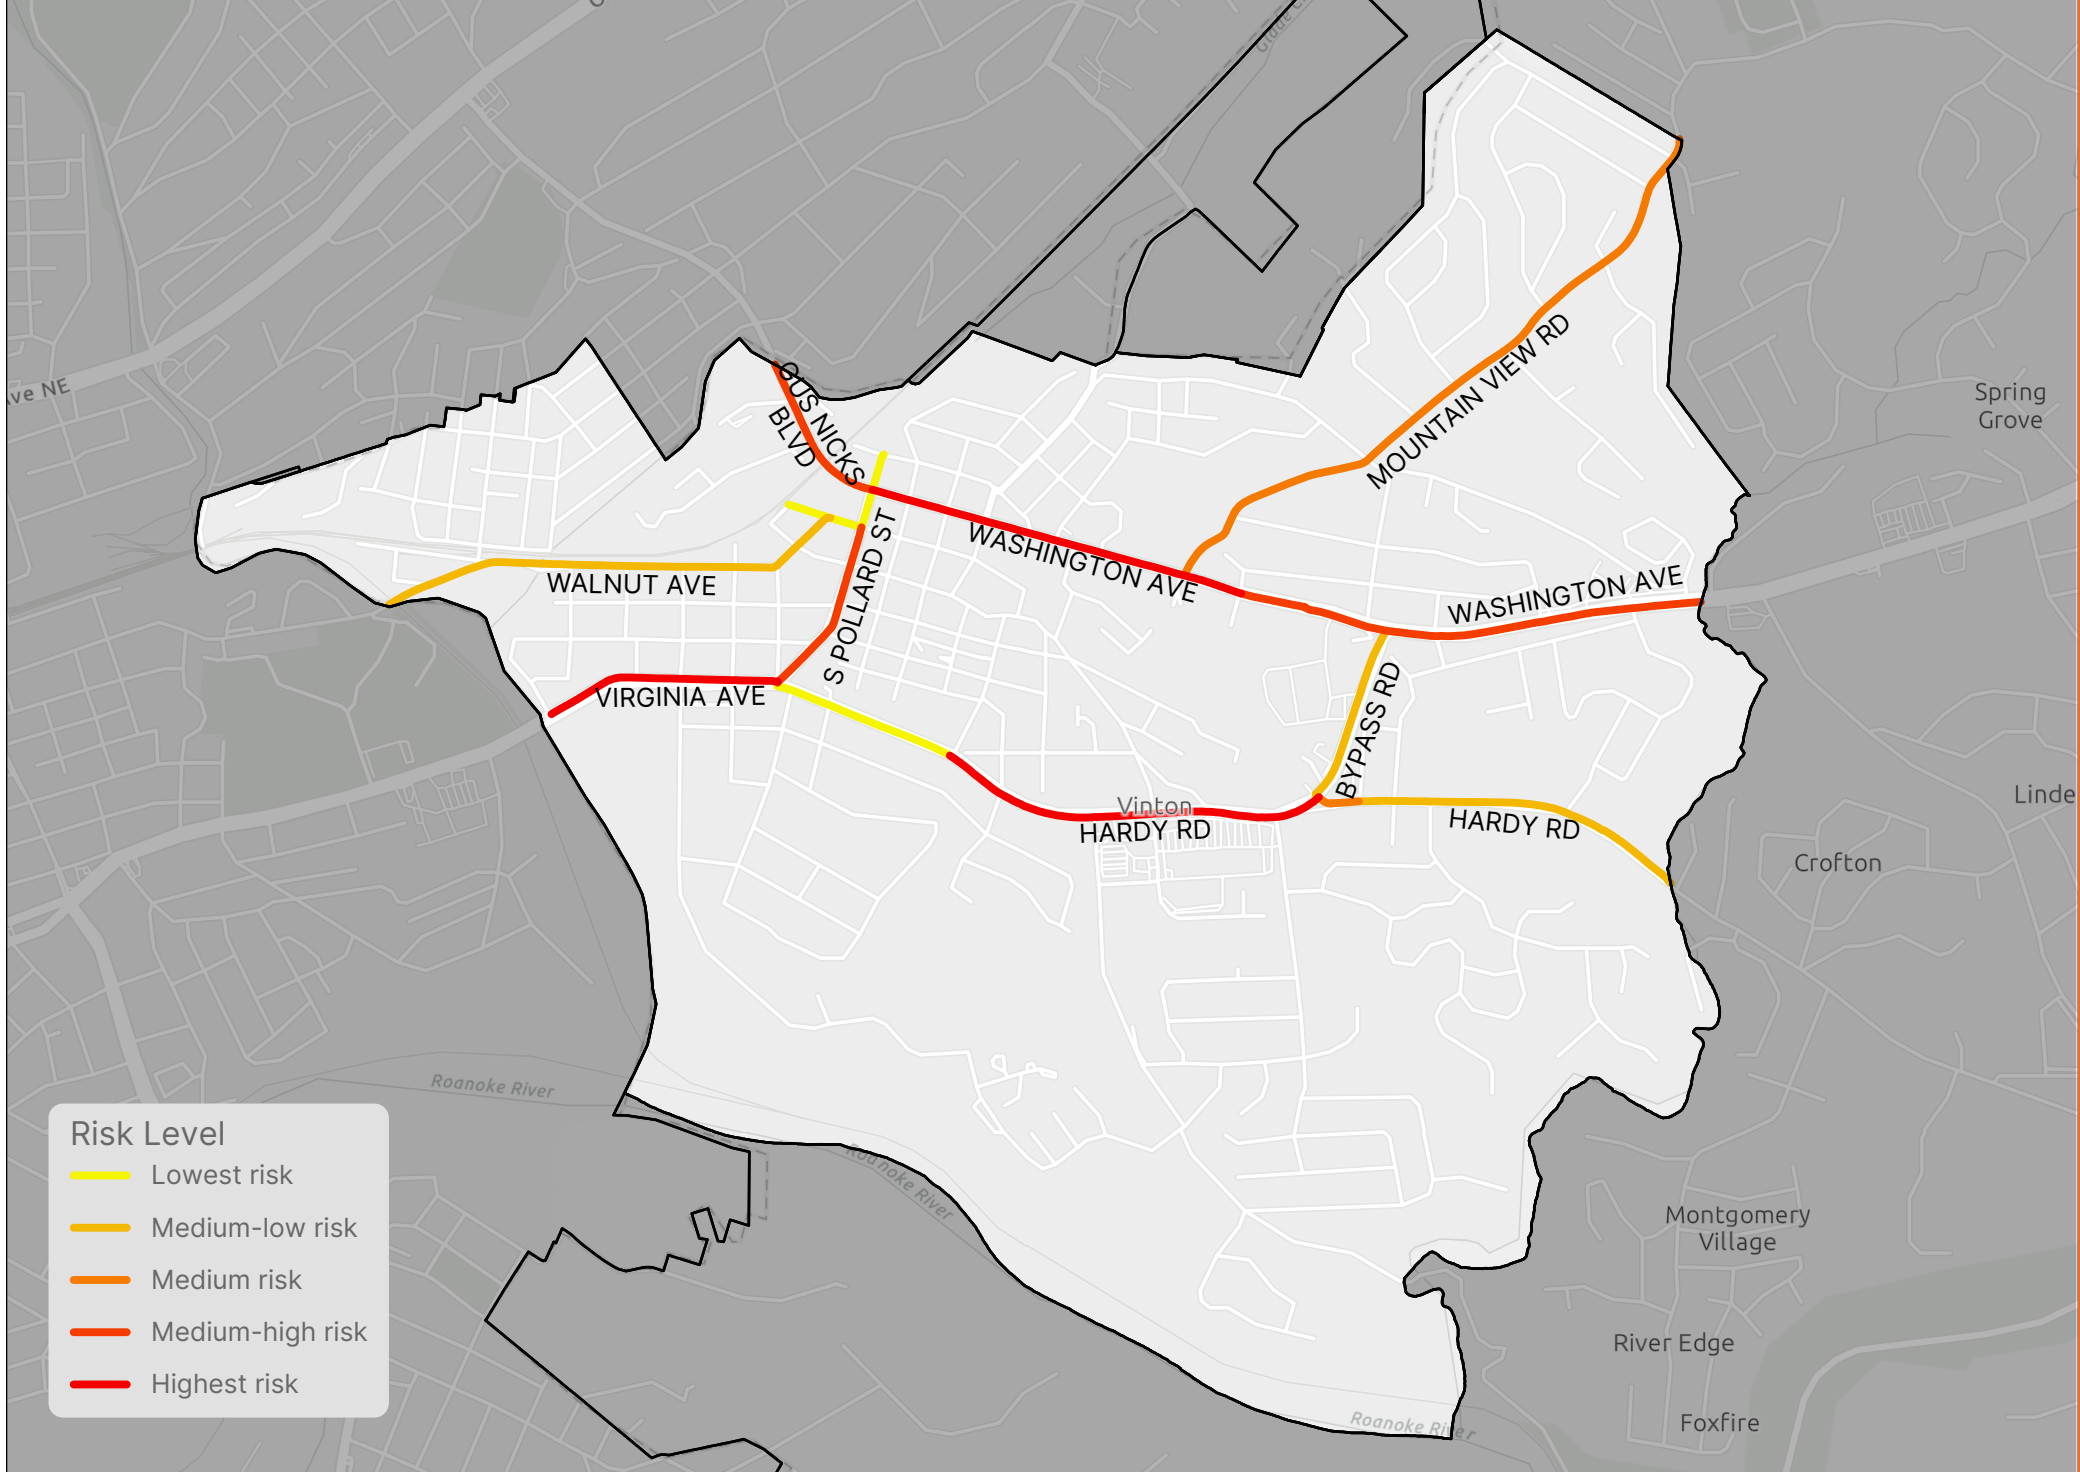 Glade C
ve NE
Spring
Grove
MOUNTAIN VIEW RD
GUS NICKS
BLVD
WASHINGTON AVE
WASHINGTON AVE
WALNUT AVE
S POLLARD ST
VIRGINIA AVE
BYPASS RD
Vinton
HARDY RD
HARDY RD
Linde
Crofton
Roanoke River
Roanoke River
Roanoke River
Montgomery
Village
River Edge
Foxfire
Risk Level
Lowest risk
Medium-low risk
Medium risk
Medium-high risk
Highest risk